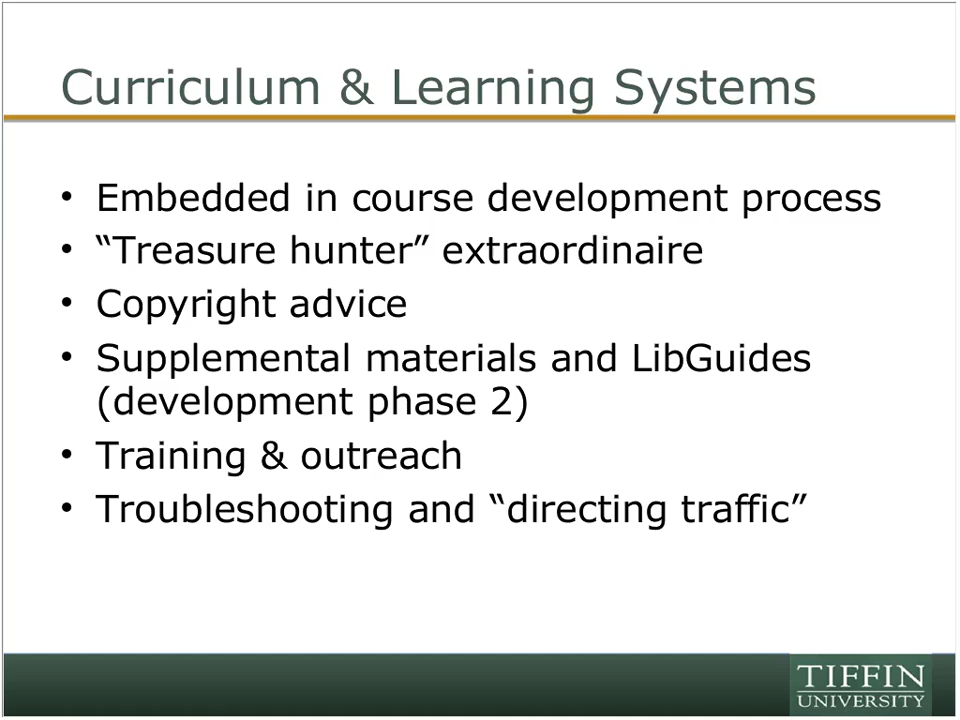 Curriculum & Learning Systems
• Embedded in course development process
• “Treasure hunter” extraordinaire
• Copyright advice
• Supplemental materials and LibGuides
(development phase 2)
• Training & outreach
• Troubleshooting and “directing traffic”
TIFFIN
UNIVERSITY